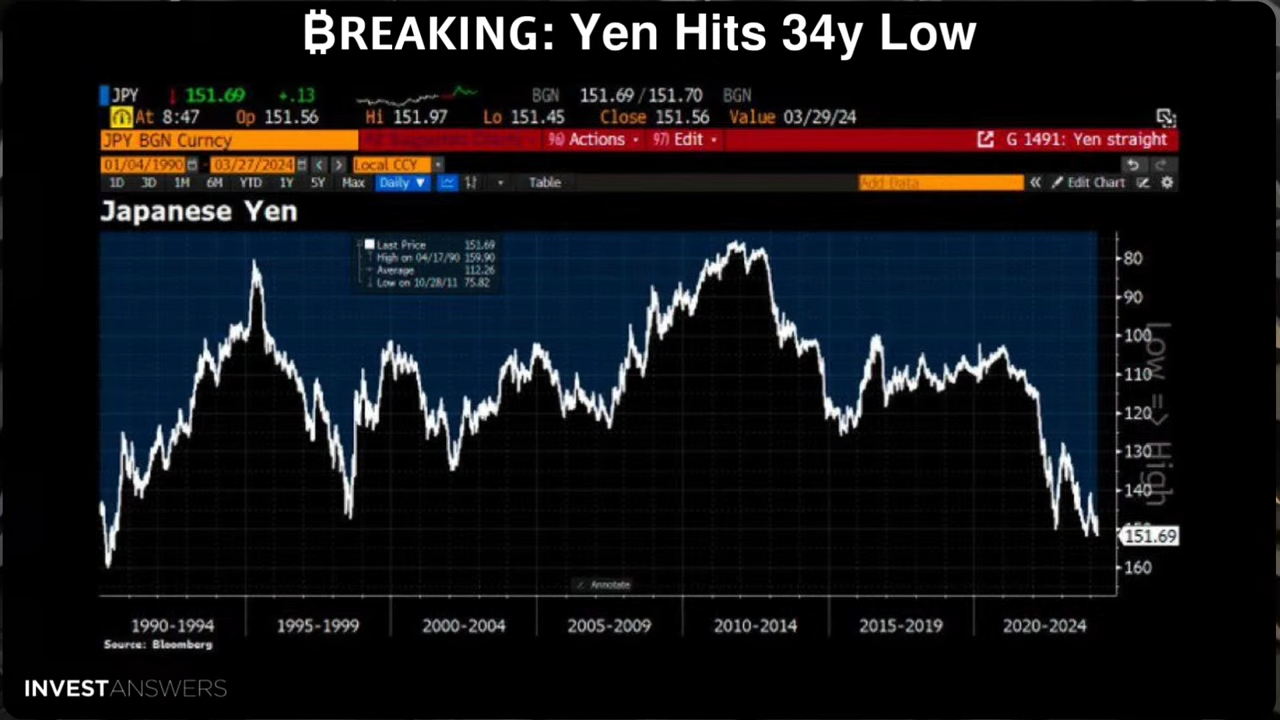 ₿REAKING: Yen Hits 34y Low
JPY ↓ 151.69 +.13 BGN 151.69/151.70 BGN
At 8:47 Op 151.56 Hi 151.97 Lo 151.45 Close 151.56 Value 03/29/24
JPY BGN Curncy 96) Actions 97) Edit G 1491: Yen straight
01/04/1990 - 03/27/2024 Local CCY
1D 3D 1M 6M YTD 1Y 5Y Max Daily ▼ Table Add Data « Edit Chart
Japanese Yen
Last Price 151.69
High on 04/17/90 159.90
Average 112.26
Low on 10/28/11 75.82
80
90
100
110
120
130
140
151.69
160
Low => High
Annotate
1990-1994 1995-1999 2000-2004 2005-2009 2010-2014 2015-2019 2020-2024
Source: Bloomberg
INVESTANSWERS